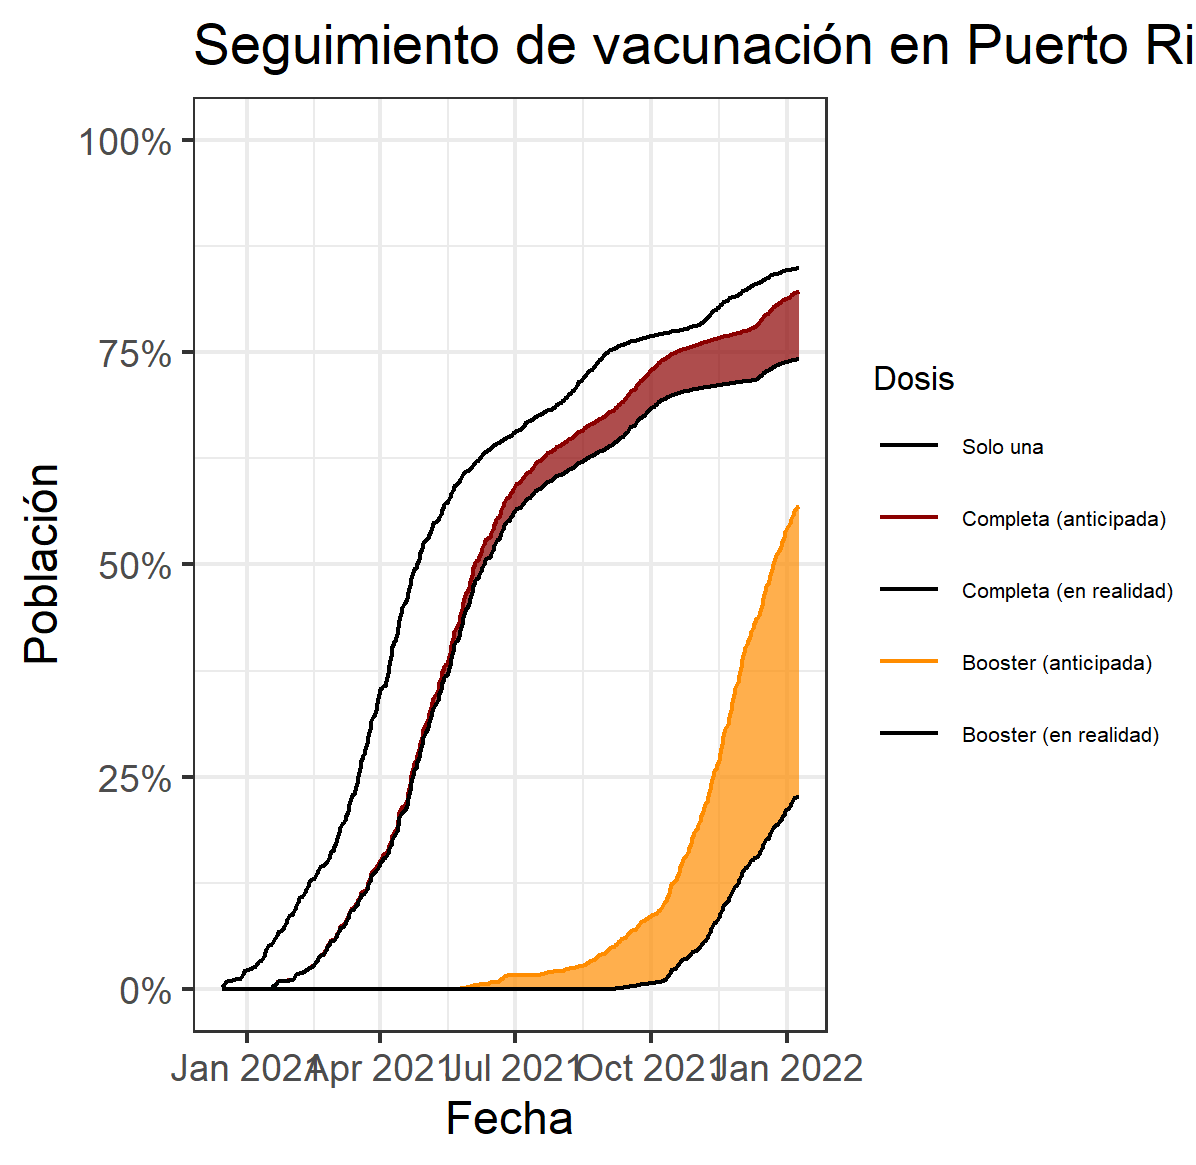 Seguimiento de vacunación en Puerto Ri
100%
75%
50%
25%
0%
Población
Jan 2021 Apr 2021 Jul 2021 Oct 2021 Jan 2022
Fecha
Dosis
Solo una
Completa (anticipada)
Completa (en realidad)
Booster (anticipada)
Booster (en realidad)